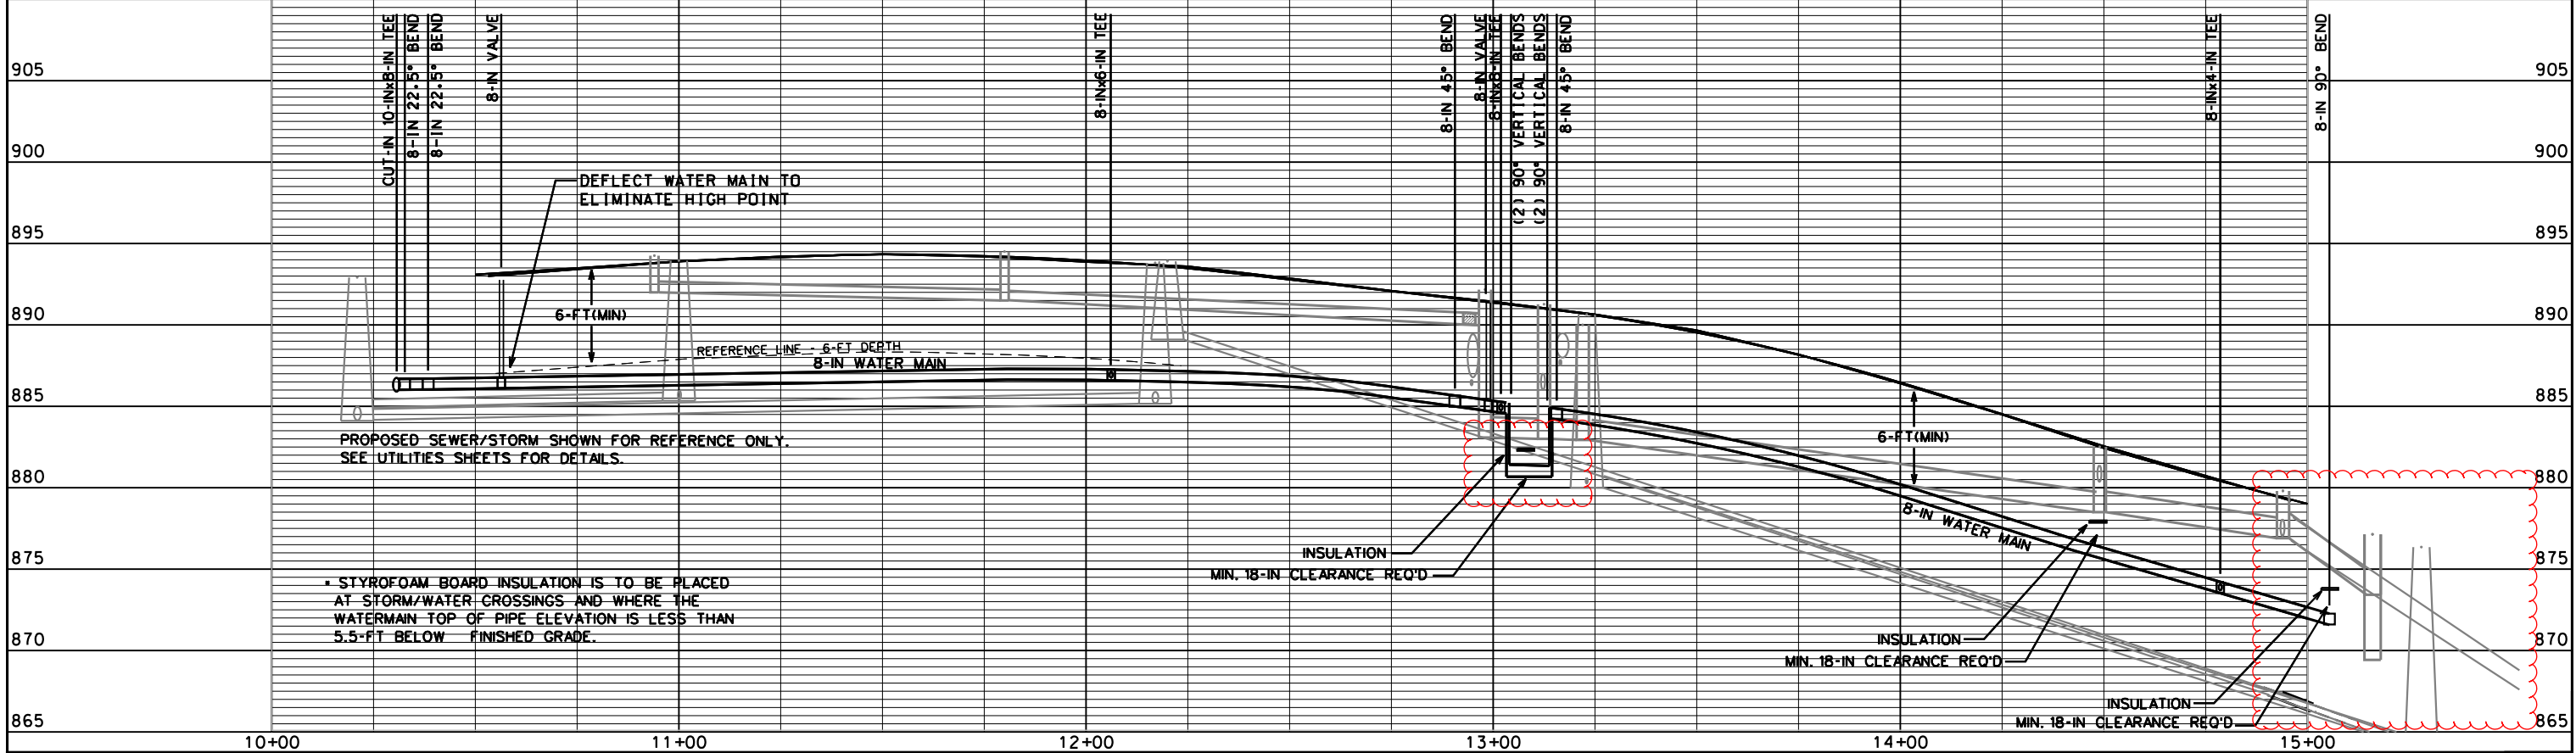 CUT-IN 10-INx8-IN TEE
8-IN 22.5° BEND
8-IN 22.5° BEND
8-IN VALVE
8-INx6-IN TEE
8-IN 45° BEND
8-IN VALVE
8-INx8-IN TEE
(2) 90° VERTICAL BENDS
(2) 90° VERTICAL BENDS
8-IN 45° BEND
8-INx4-IN TEE
8-IN 90° BEND
905
905
900
900
DEFLECT WATER MAIN TO
ELIMINATE HIGH POINT
895
895
890
890
6-FT(MIN)
REFERENCE LINE - 6-FT DEPTH
8-IN WATER MAIN
885
885
PROPOSED SEWER/STORM SHOWN FOR REFERENCE ONLY.
SEE UTILITIES SHEETS FOR DETAILS.
6-FT(MIN)
880
880
8-IN WATER MAIN
INSULATION
MIN. 18-IN CLEARANCE REQ'D
875
875
• STYROFOAM BOARD INSULATION IS TO BE PLACED
AT STORM/WATER CROSSINGS AND WHERE THE
WATERMAIN TOP OF PIPE ELEVATION IS LESS THAN
5.5-FT BELOW FINISHED GRADE.
870
870
INSULATION
MIN. 18-IN CLEARANCE REQ'D
INSULATION
MIN. 18-IN CLEARANCE REQ'D
865
865
10+00
11+00
12+00
13+00
14+00
15+00